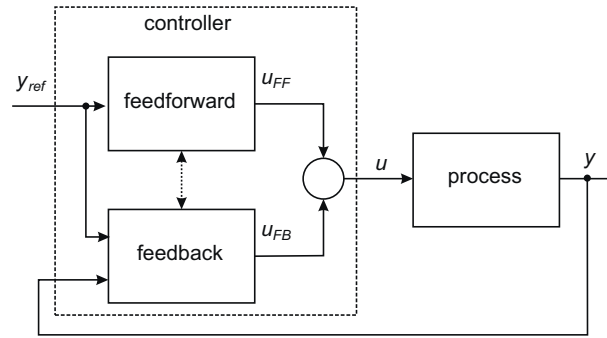 controller
y_ref
feedforward
u_FF
u
process
y
feedback
u_FB